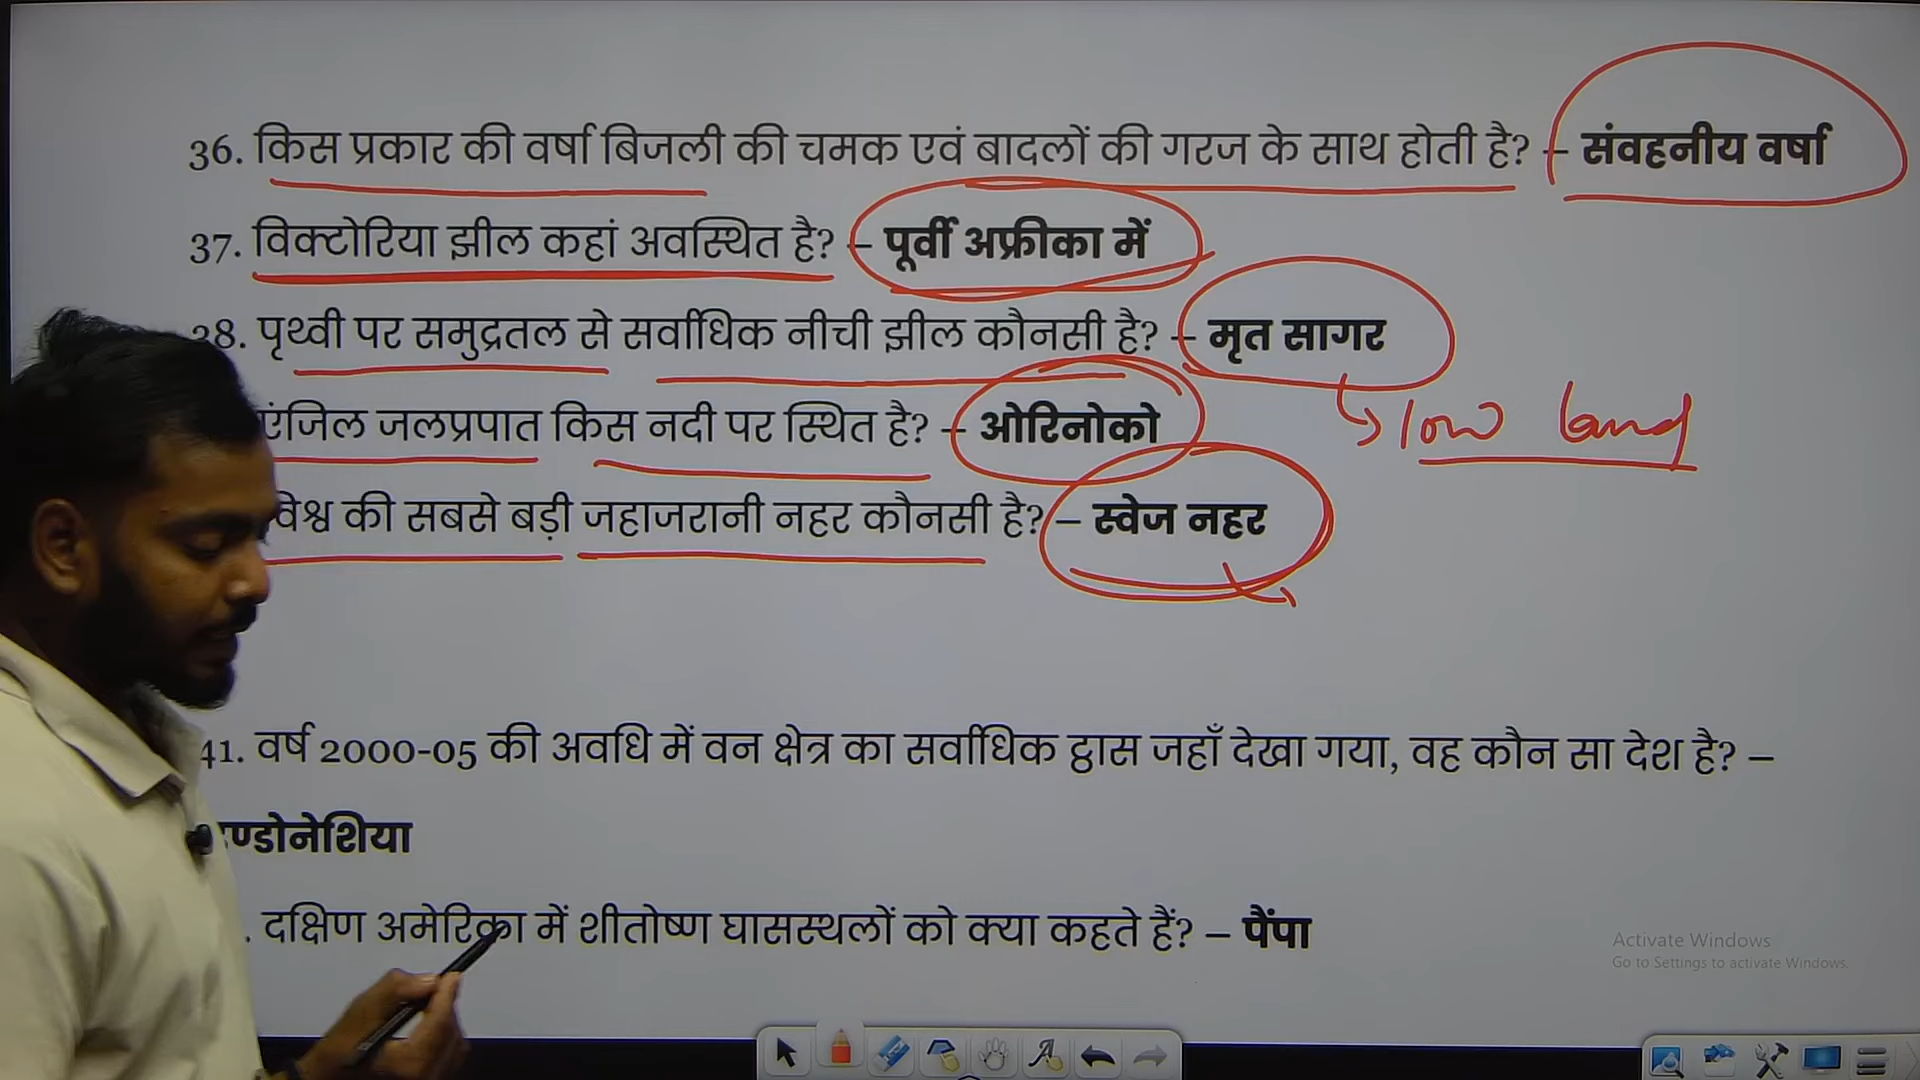 36. किस प्रकार की वर्षा बिजली की चमक एवं बादलों की गरज के साथ होती है? – संवहनीय वर्षा
37. विक्टोरिया झील कहां अवस्थित है? – पूर्वी अफ्रीका में
38. पृथ्वी पर समुद्रतल से सर्वाधिक नीची झील कौनसी है? – मृत सागर
एंजिल जलप्रपात किस नदी पर स्थित है? – ओरिनोको
low land
विश्व की सबसे बड़ी जहाजरानी नहर कौनसी है? – स्वेज नहर
41. वर्ष 2000-05 की अवधि में वन क्षेत्र का सर्वाधिक ह्रास जहाँ देखा गया, वह कौन सा देश है? –
ण्डोनेशिया
. दक्षिण अमेरिका में शीतोष्ण घासस्थलों को क्या कहते हैं? – पैंपा
Activate Windows
Go to Settings to activate Windows.